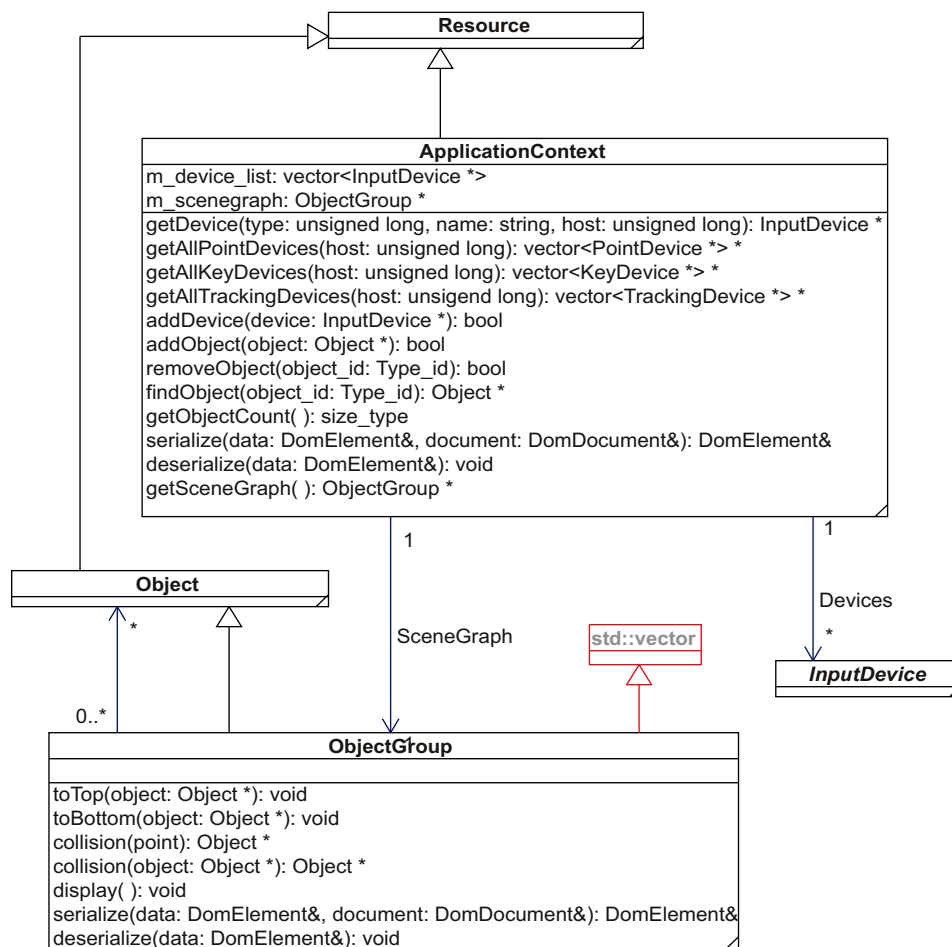 Resource
ApplicationContext
m_device_list: vector<InputDevice *>
m_scenegraph: ObjectGroup *
getDevice(type: unsigned long, name: string, host: unsigned long): InputDevice *
getAllPointDevices(host: unsigned long): vector<PointDevice *> *
getAllKeyDevices(host: unsigned long): vector<KeyDevice *> *
getAllTrackingDevices(host: unsigend long): vector<TrackingDevice *> *
addDevice(device: InputDevice *): bool
addObject(object: Object *): bool
removeObject(object_id: Type_id): bool
findObject(object_id: Type_id): Object *
getObjectCount( ): size_type
serialize(data: DomElement&, document: DomDocument&): DomElement&
deserialize(data: DomElement&): void
getSceneGraph( ): ObjectGroup *
1
1
Object
*
SceneGraph
Devices
std::vector
*
InputDevice
0..*
ObjectGroup
toTop(object: Object *): void
toBottom(object: Object *): void
collision(point): Object *
collision(object: Object *): Object *
display( ): void
serialize(data: DomElement&, document: DomDocument&): DomElement&
deserialize(data: DomElement&): void